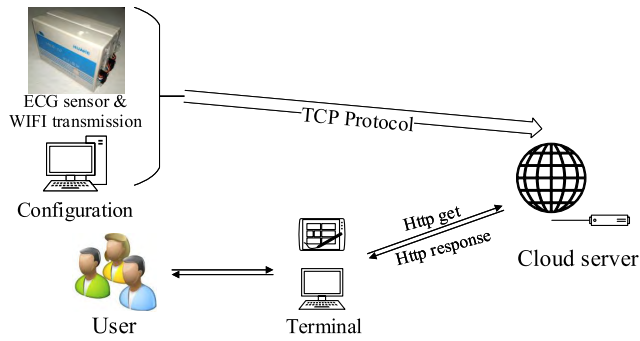 ECG sensor &
WIFI transmission
TCP Protocol
Configuration
Http get
Http response
Cloud server
User
Terminal